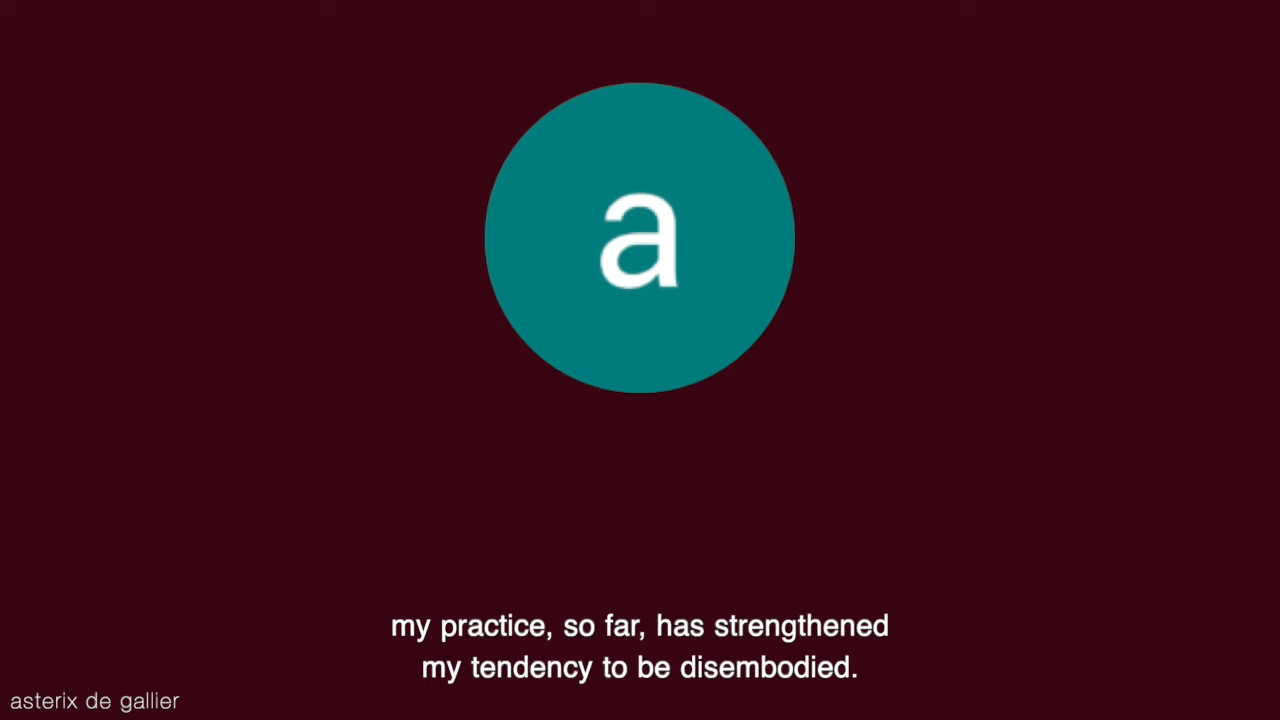 a
my practice, so far, has strengthened
my tendency to be disembodied.
asterix de gallier